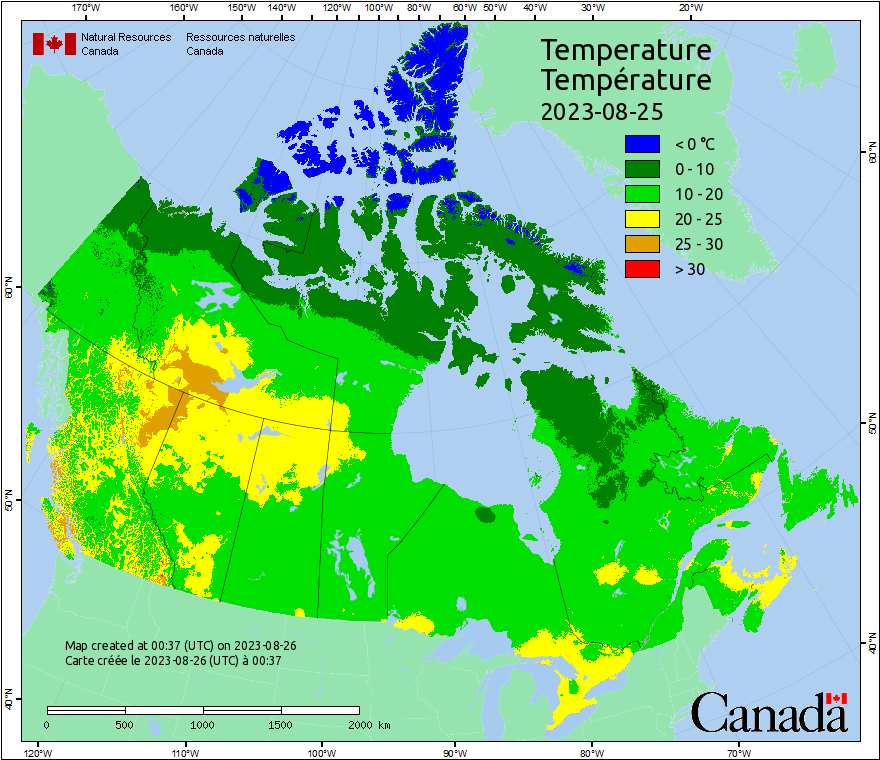 170°W 160°W 150°W 140°W 120°W 100°W 80°W 60°W 50°W 40°W 30°W 20°W
Natural Resources Ressources naturelles
Canada Canada
Temperature
Température
2023-08-25
< 0 °C
0 - 10
10 - 20
20 - 25
25 - 30
> 30
60°N
50°N
40°N
60°N
50°N
40°N
Map created at 00:37 (UTC) on 2023-08-26
Carte créée le 2023-08-26 (UTC) à 00:37
0 500 1000 1500 2000 km
Canada
120°W 110°W 100°W 90°W 80°W 70°W